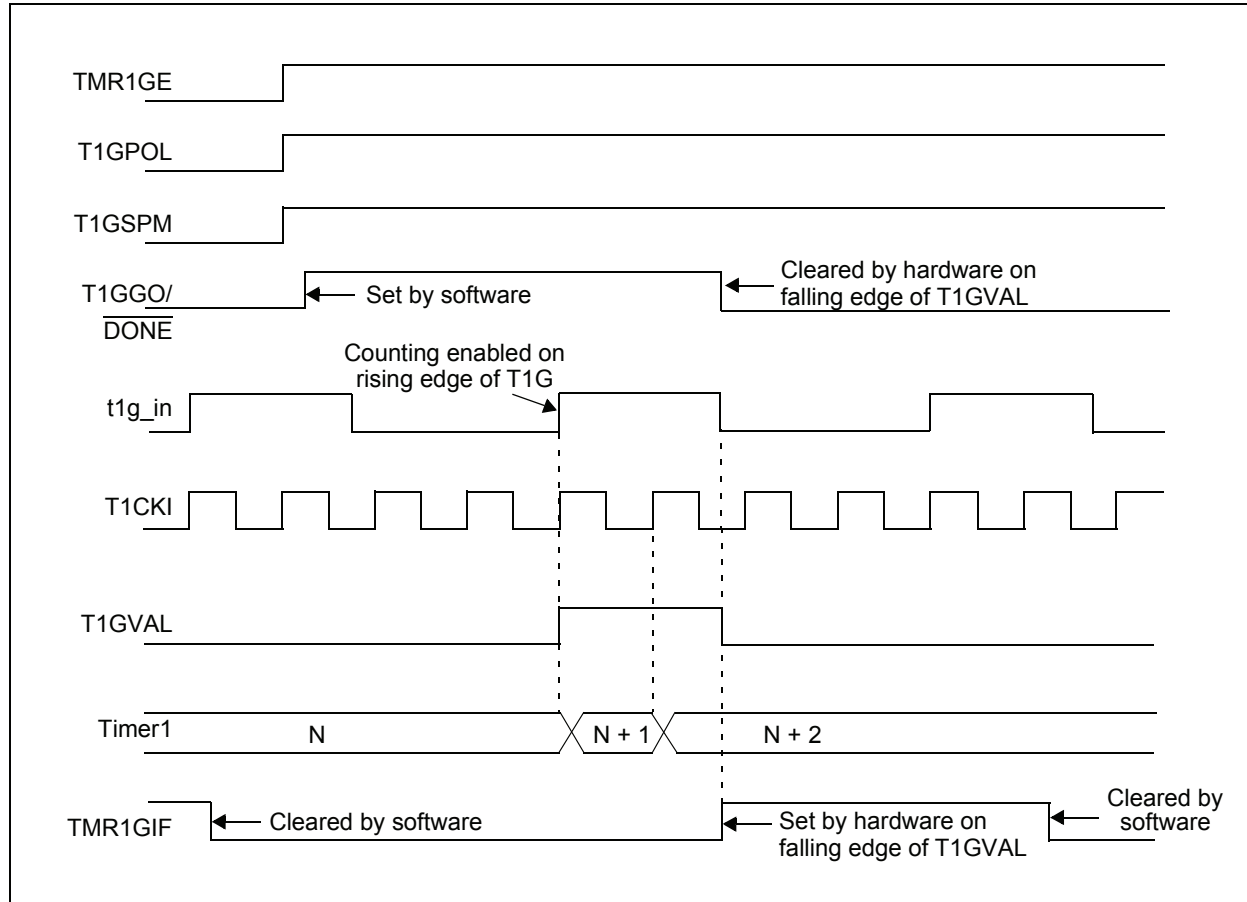 TMR1GE
T1GPOL
T1GSPM
T1GGO/
DONE
Set by software
Cleared by hardware on
falling edge of T1GVAL
Counting enabled on
rising edge of T1G
t1g_in
T1CKI
T1GVAL
Timer1
N
N + 1
N + 2
TMR1GIF
Cleared by software
Set by hardware on
falling edge of T1GVAL
Cleared by
software